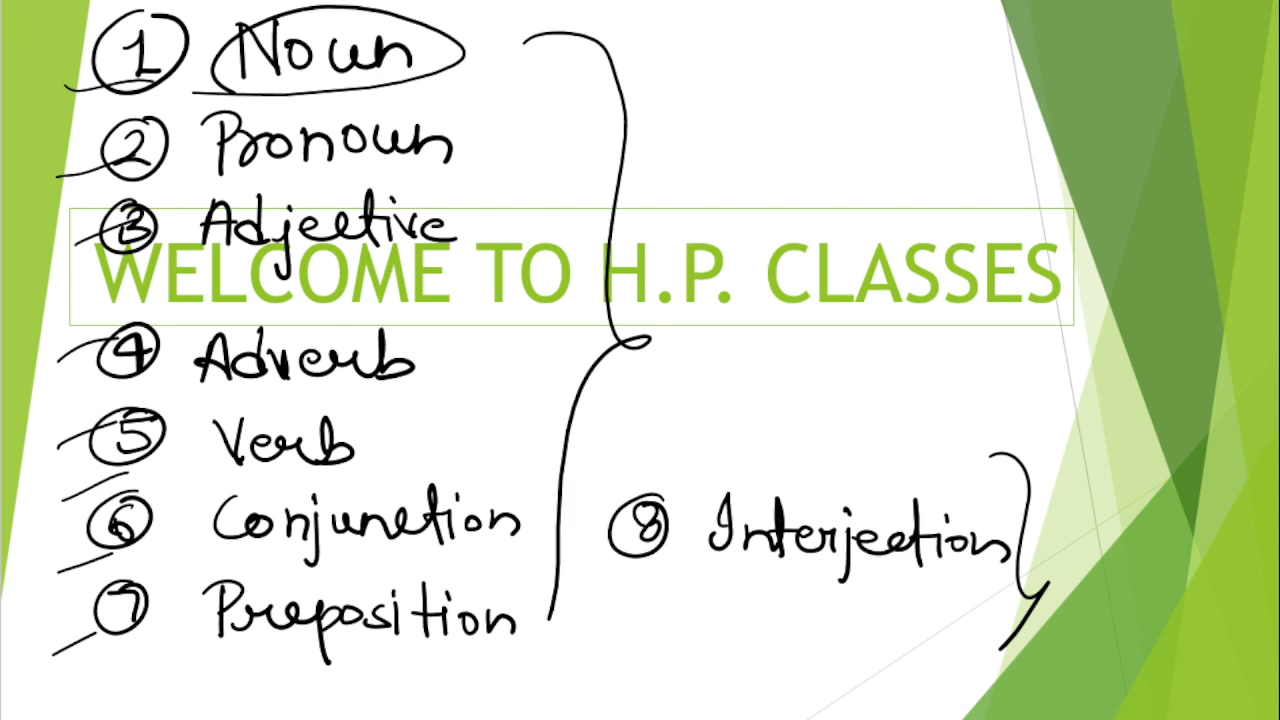 1 Noun
2 Pronoun
3 Adjective
WELCOME TO H.P. CLASSES
4 Adverb
5 Verb
6 Conjunction
7 Preposition
8 Interjection